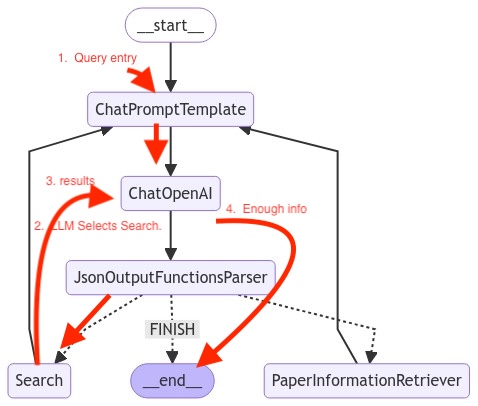 __start__
1. Query entry
ChatPromptTemplate
3. results
ChatOpenAI
4. Enough info
2. LLM Selects Search.
JsonOutputFunctionsParser
FINISH
Search
__end__
PaperInformationRetriever